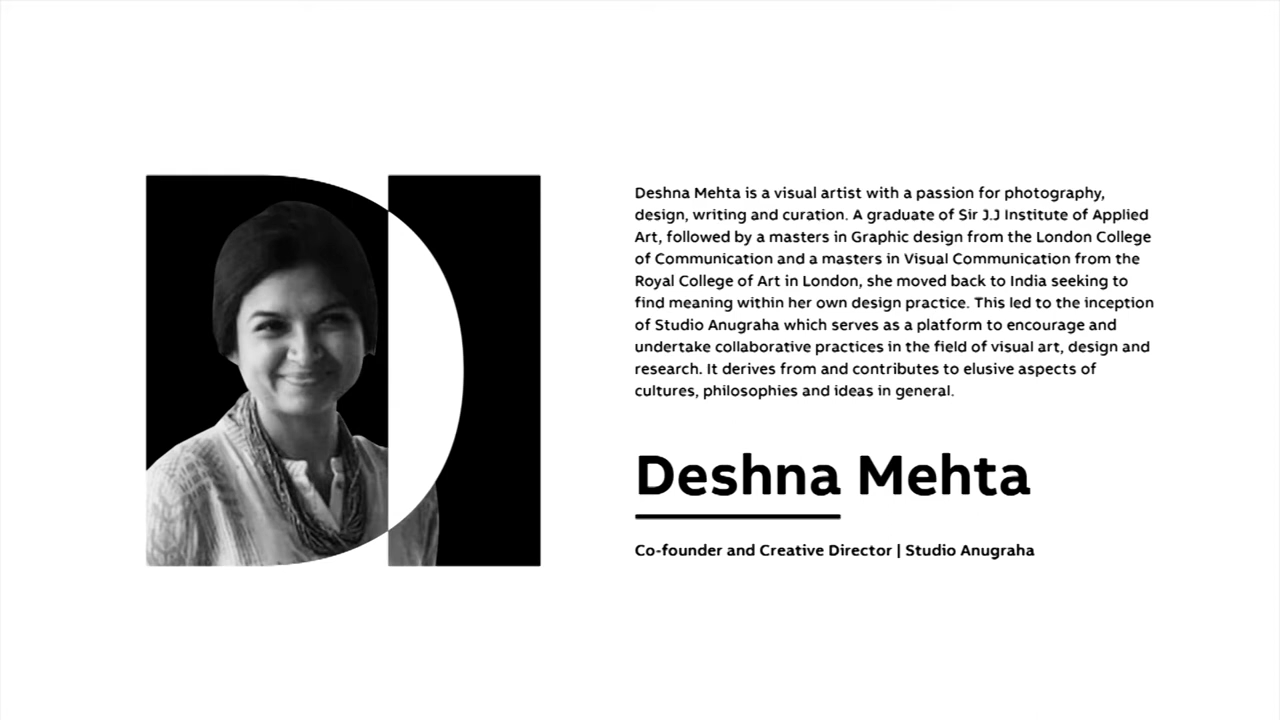 Deshna Mehta is a visual artist with a passion for photography,
design, writing and curation. A graduate of Sir J.J Institute of Applied
Art, followed by a masters in Graphic design from the London College
of Communication and a masters in Visual Communication from the
Royal College of Art in London, she moved back to India seeking to
find meaning within her own design practice. This led to the inception
of Studio Anugraha which serves as a platform to encourage and
undertake collaborative practices in the field of visual art, design and
research. It derives from and contributes to elusive aspects of
cultures, philosophies and ideas in general.
Deshna Mehta
Co-founder and Creative Director | Studio Anugraha